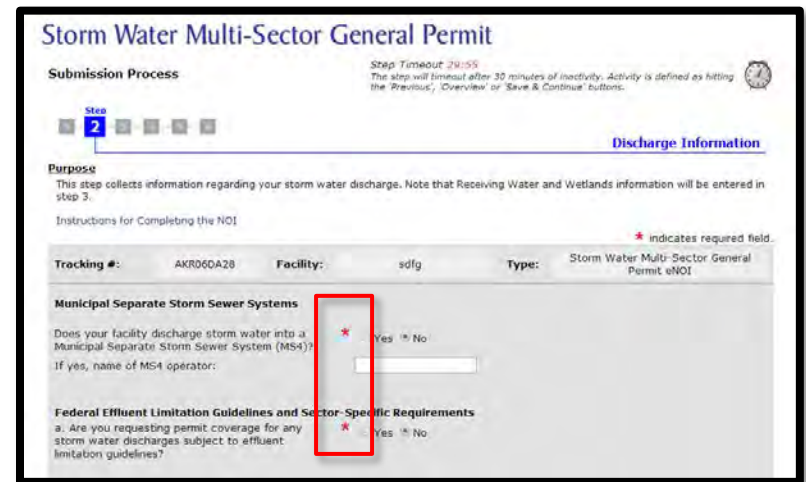 Storm Water Multi-Sector General Permit
Submission Process
Step Timeout 29:55
The step will timeout after 30 minutes of inactivity. Activity is defined as hitting
the 'Previous', 'Overview' or 'Save & Continue' buttons.
Step
2
Discharge Information
Purpose
This step collects information regarding your storm water discharge. Note that Receiving Water and Wetlands information will be entered in
step 3.
Instructions for Completing the NOI
* indicates required field.
Tracking #: AKR06DA28 Facility: sdfg Type: Storm Water Multi-Sector General
Permit eNOI
Municipal Separate Storm Sewer Systems
Does your facility discharge storm water into a * Yes No
Municipal Separate Storm Sewer System (MS4)?
If yes, name of MS4 operator:
Federal Effluent Limitation Guidelines and Sector-Specific Requirements
a. Are you requesting permit coverage for any * Yes No
storm water discharges subject to effluent
limitation guidelines?